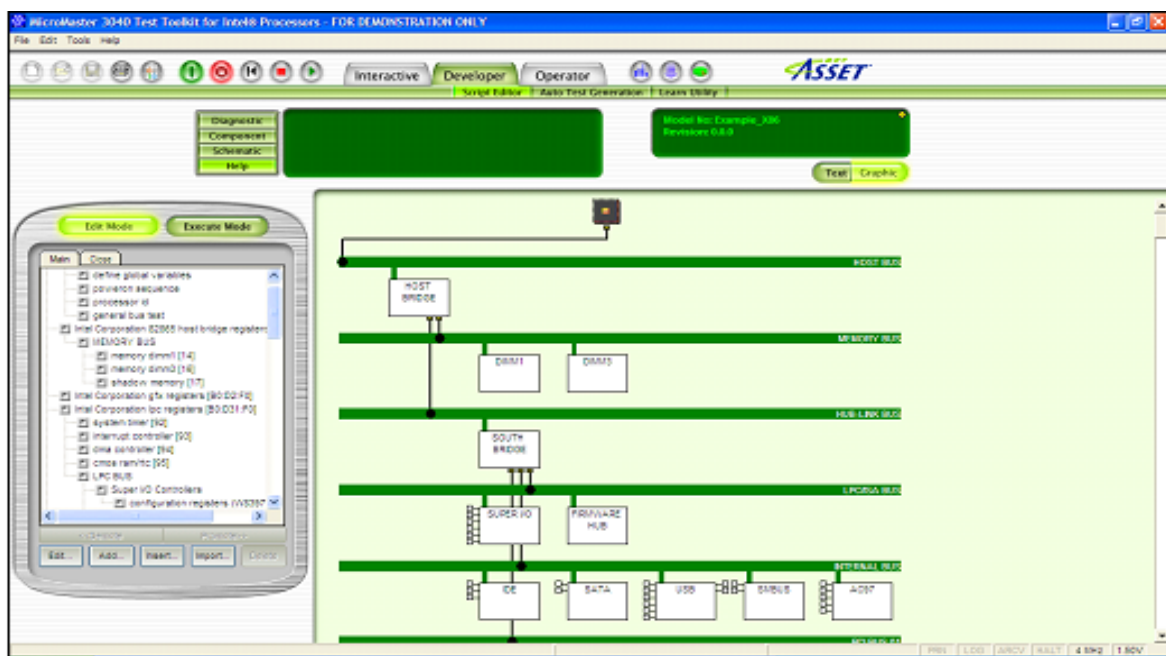 MicroMaster 3040 Test Toolkit for Intel® Processors - FOR DEMONSTRATION ONLY
File Edit Tools Help
Interactive Developer Operator
ASSET
Script Editor Auto Test Generation Learn Utility
Diagnostic
Component
Schematic
Help
Model No: Example_X86
Revision: 0.0.0
Text Graphic
Edit Mode Execute Mode
Main Close
define global variables
poweron sequence
processor id
general bus test
Intel Corporation 82865 host bridge registers
MEMORY BUS
memory dimm1 [14]
memory dimm3 [16]
shadow memory [17]
Intel Corporation gfx registers [B0:D2:F0]
Intel Corporation lpc registers [B0:D31:F0]
system timer [92]
interrupt controller [93]
dma controller [94]
cmos ram/rtc [95]
LPC BUS
Super I/O Controllers
configuration registers
Edit... Add... Insert... Import... Delete
HOST BUS
HOST
BRIDGE
MEMORY BUS
DIMM1 DIMM3
HUB-LINK BUS
SOUTH
BRIDGE
LPC/ISA BUS
SUPER I/O FIRMWARE
HUB
INTERNAL BUS
IDE SATA USB SMBUS AC97
PRN LOG ARCV HALT 4 MHz 1.50V